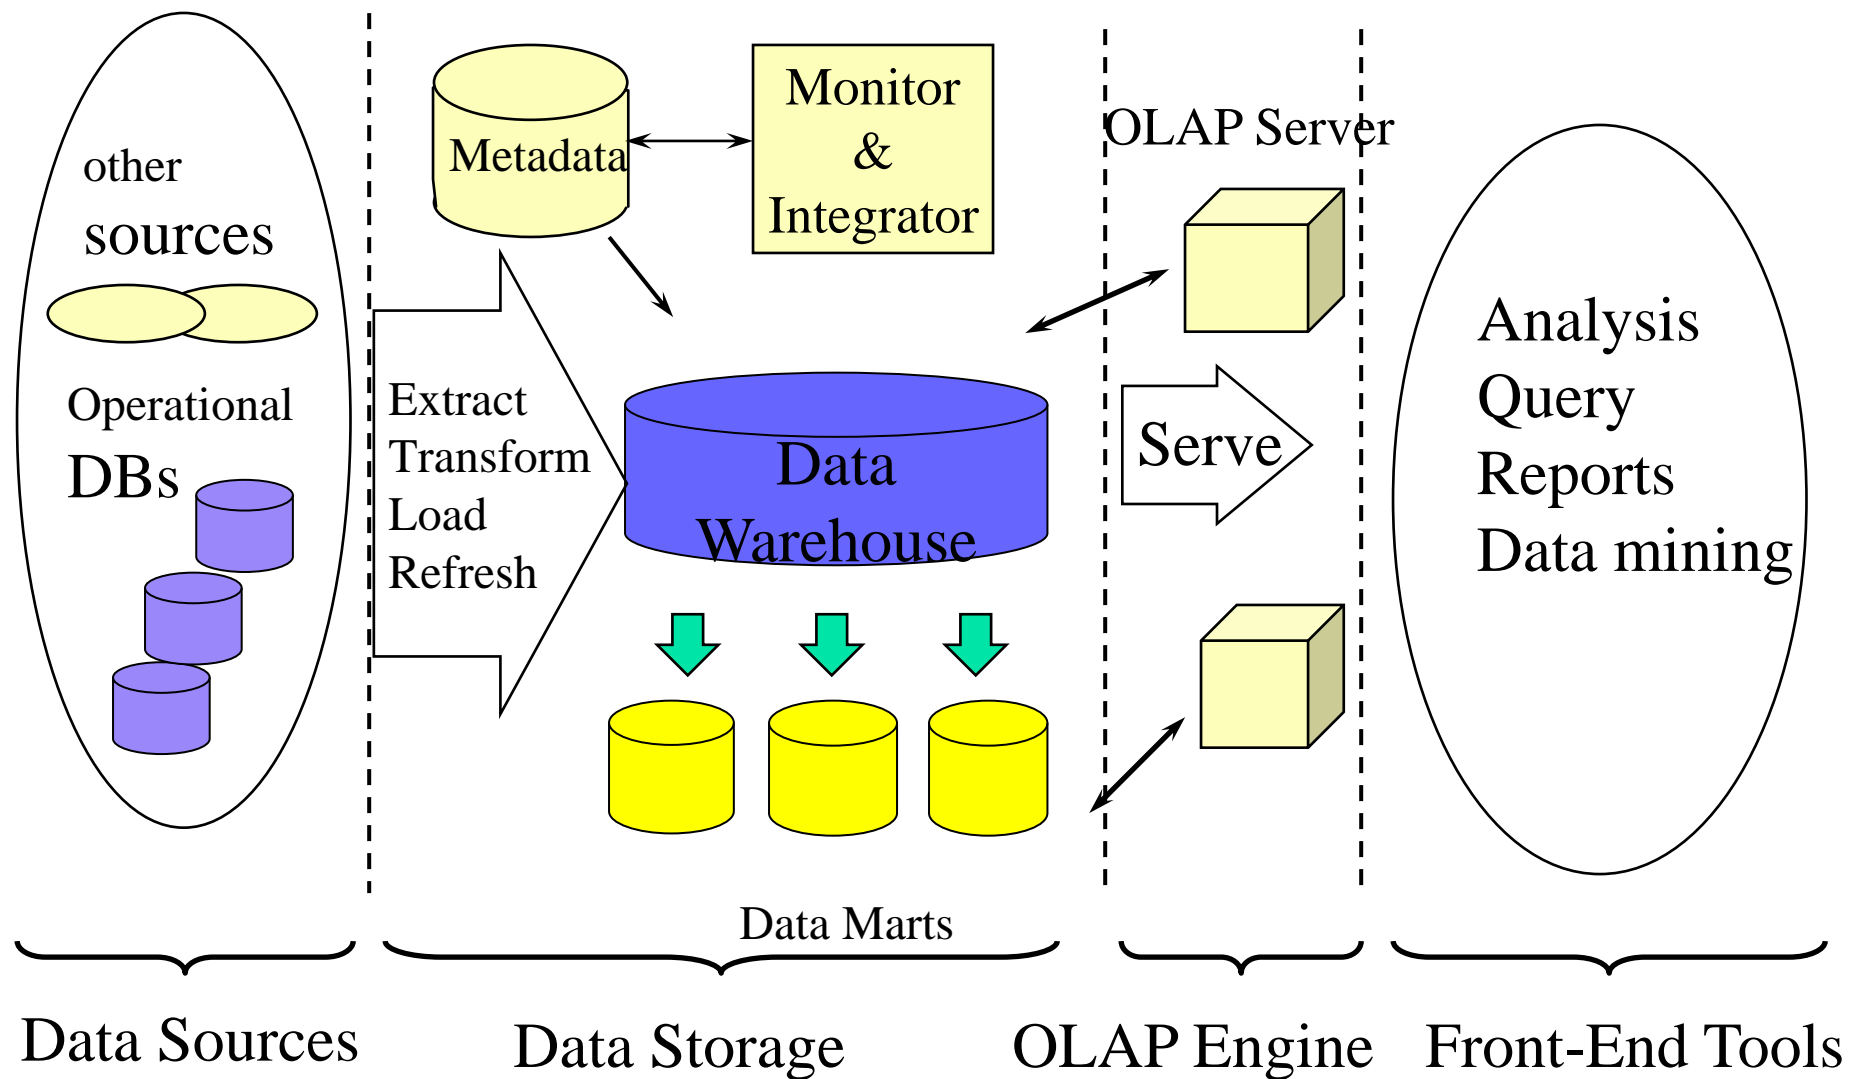 other
sources
Operational
DBs
Metadata
Monitor
&
Integrator
Extract
Transform
Load
Refresh
Data
Warehouse
Data Marts
OLAP Server
Serve
Analysis
Query
Reports
Data mining
Data Sources
Data Storage
OLAP Engine
Front-End Tools